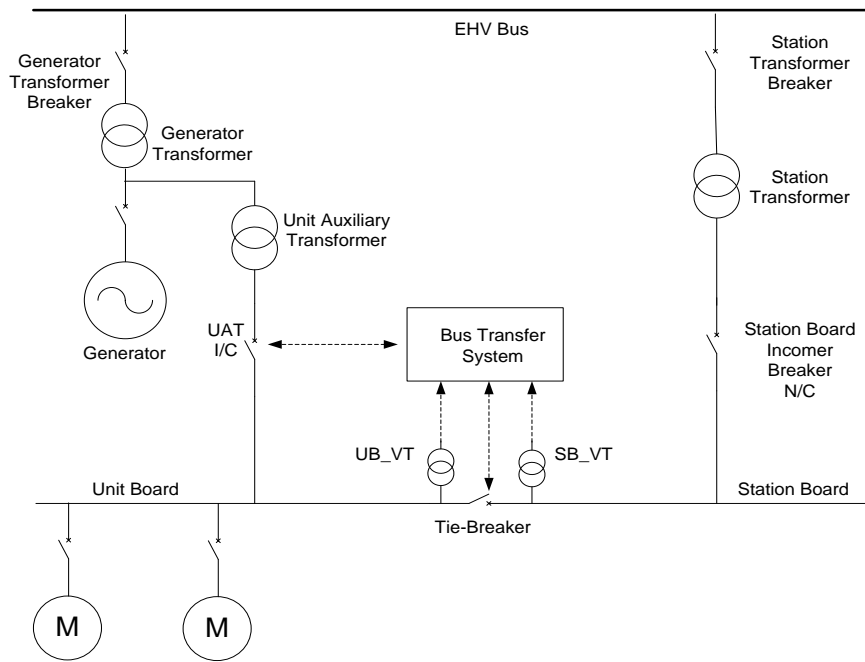 EHV Bus
Generator
Transformer
Breaker
Station
Transformer
Breaker
Generator
Transformer
Unit Auxiliary
Transformer
Station
Transformer
Generator
UAT
I/C
Bus Transfer
System
Station Board
Incomer
Breaker
N/C
UB_VT
SB_VT
Unit Board
Station Board
Tie-Breaker
M
M